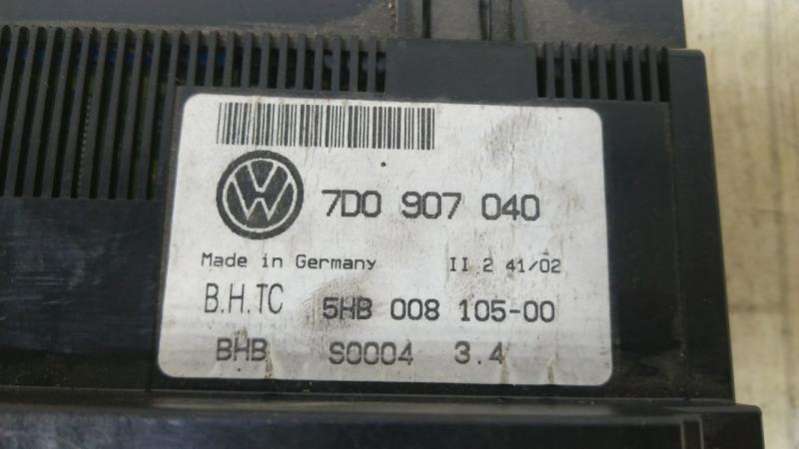 VW
7D0 907 040
Made in Germany II 2 41/02
B.H.TC 5HB 008 105-00
BHB S0004 3.4